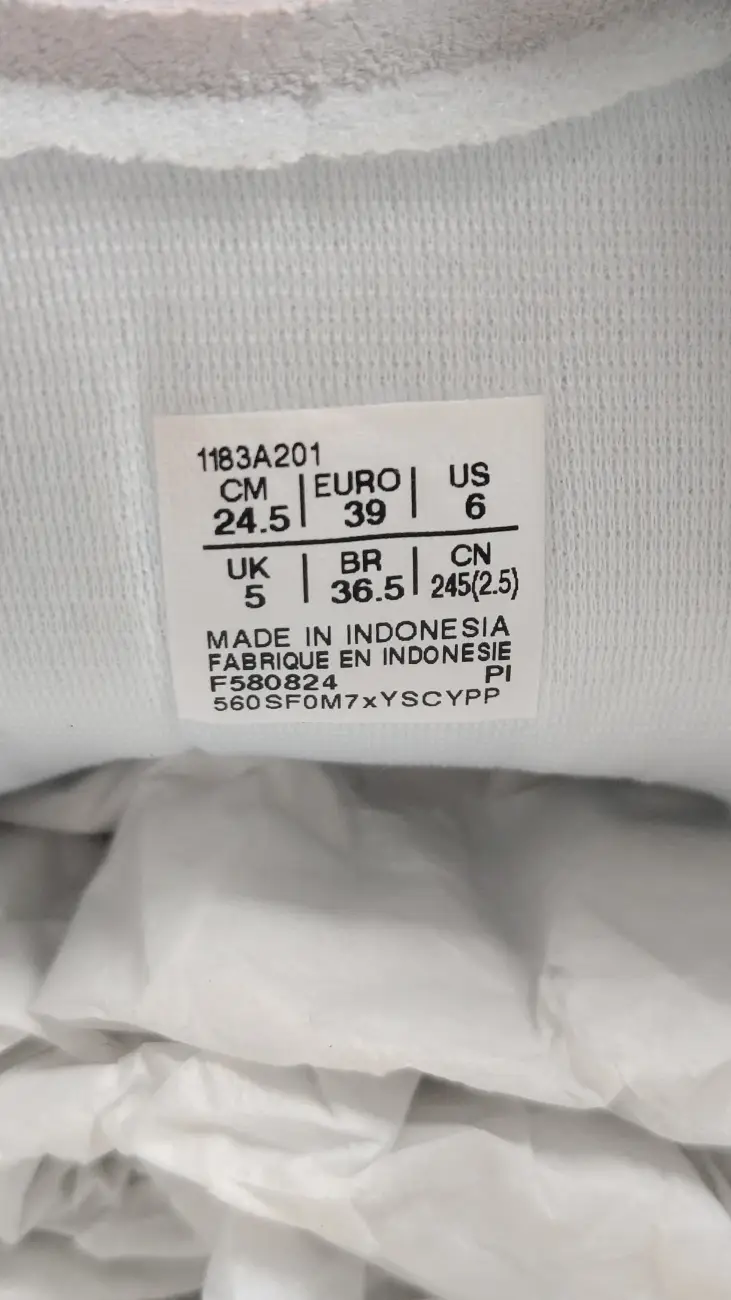 1183A201
CM | EURO | US
24.5 | 39 | 6
UK | BR | CN
5 | 36.5 | 245(2.5)
MADE IN INDONESIA
FABRIQUE EN INDONESIE
F580824 PI
560SF0M7xYSCYPP